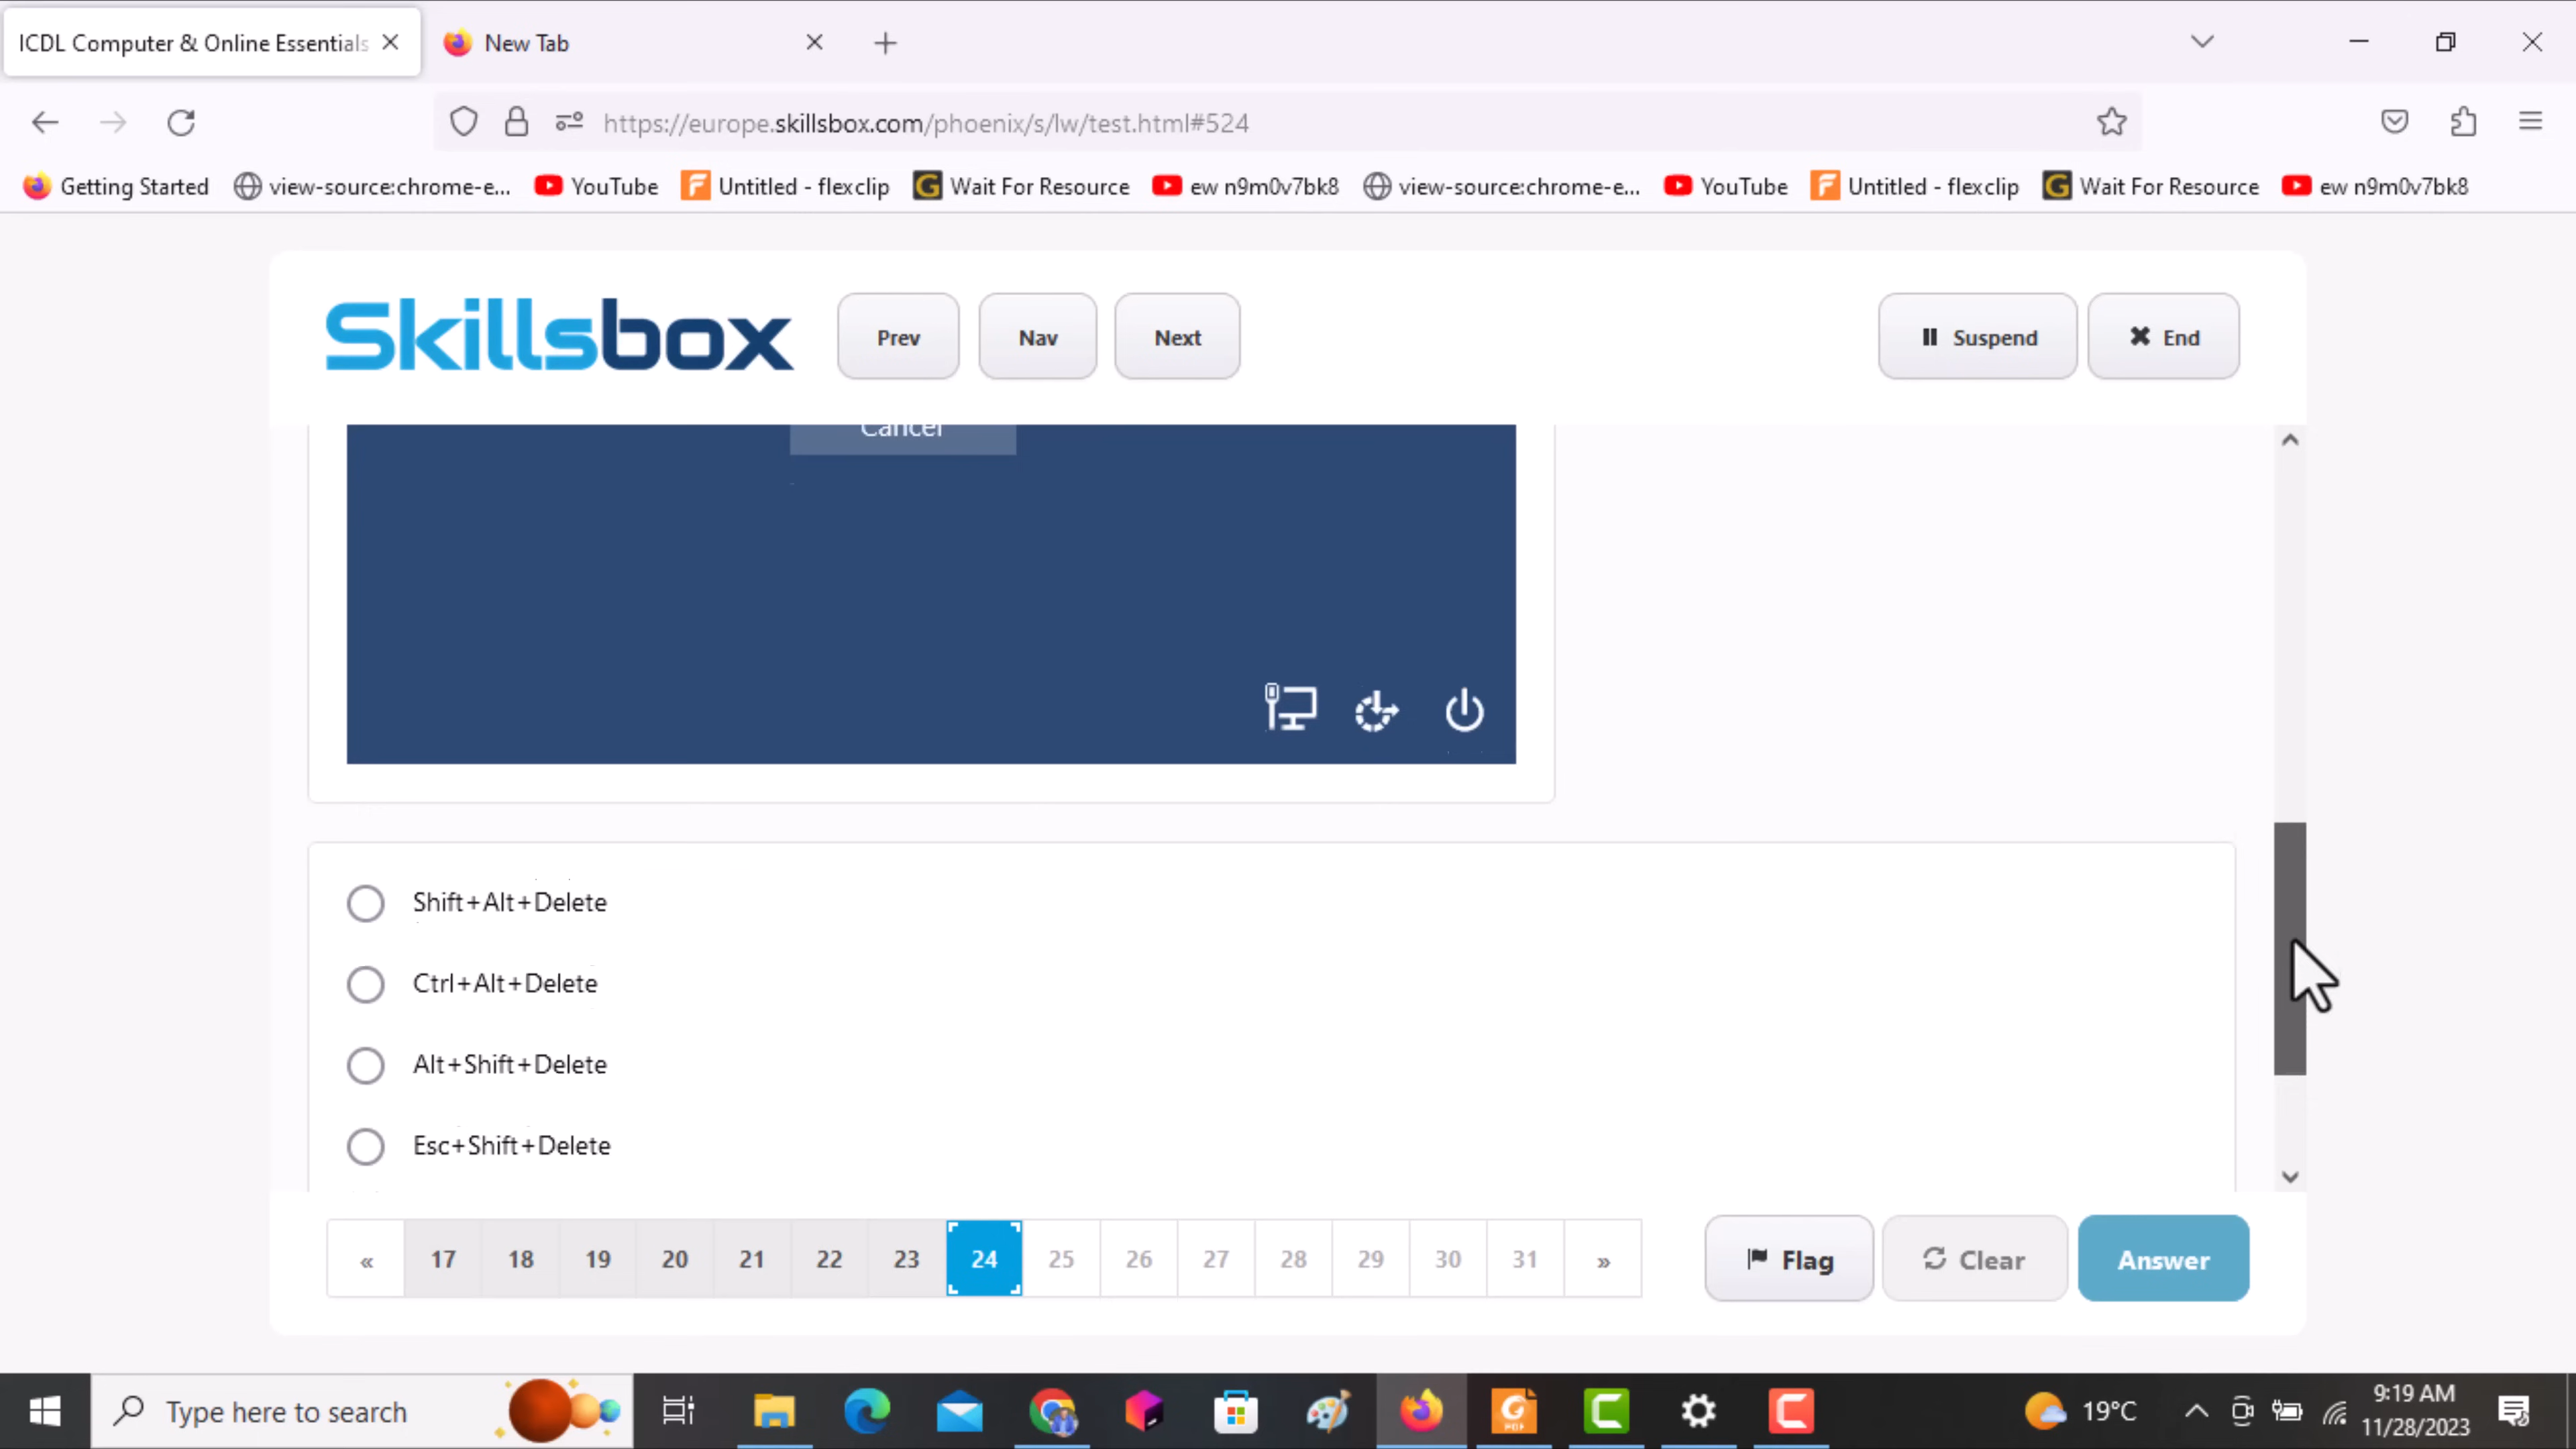 ICDL Computer & Online Essentials
New Tab
https://europe.skillsbox.com/phoenix/s/lw/test.html#524
Getting Started view-source:chrome-e... YouTube Untitled - flexclip Wait For Resource ew n9m0v7bk8 view-source:chrome-e... YouTube Untitled - flexclip Wait For Resource ew n9m0v7bk8
Skillsbox Prev Nav Next Suspend End
Cancel
Shift+Alt+Delete
Ctrl+Alt+Delete
Alt+Shift+Delete
Esc+Shift+Delete
« 17 18 19 20 21 22 23 24 25 26 27 28 29 30 31 » Flag Clear Answer
Type here to search 19°C 9:19 AM
11/28/2023